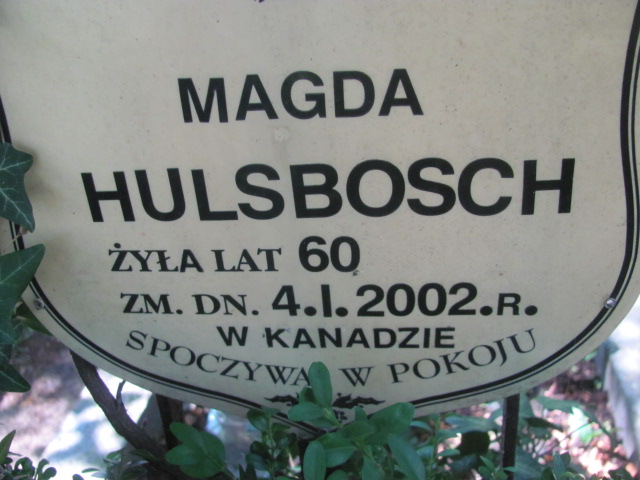 MAGDA
HULSBOSCH
ŻYŁA LAT 60
ZM. DN. 4.I.2002.R.
W KANADZIE
SPOCZYWA W POKOJU